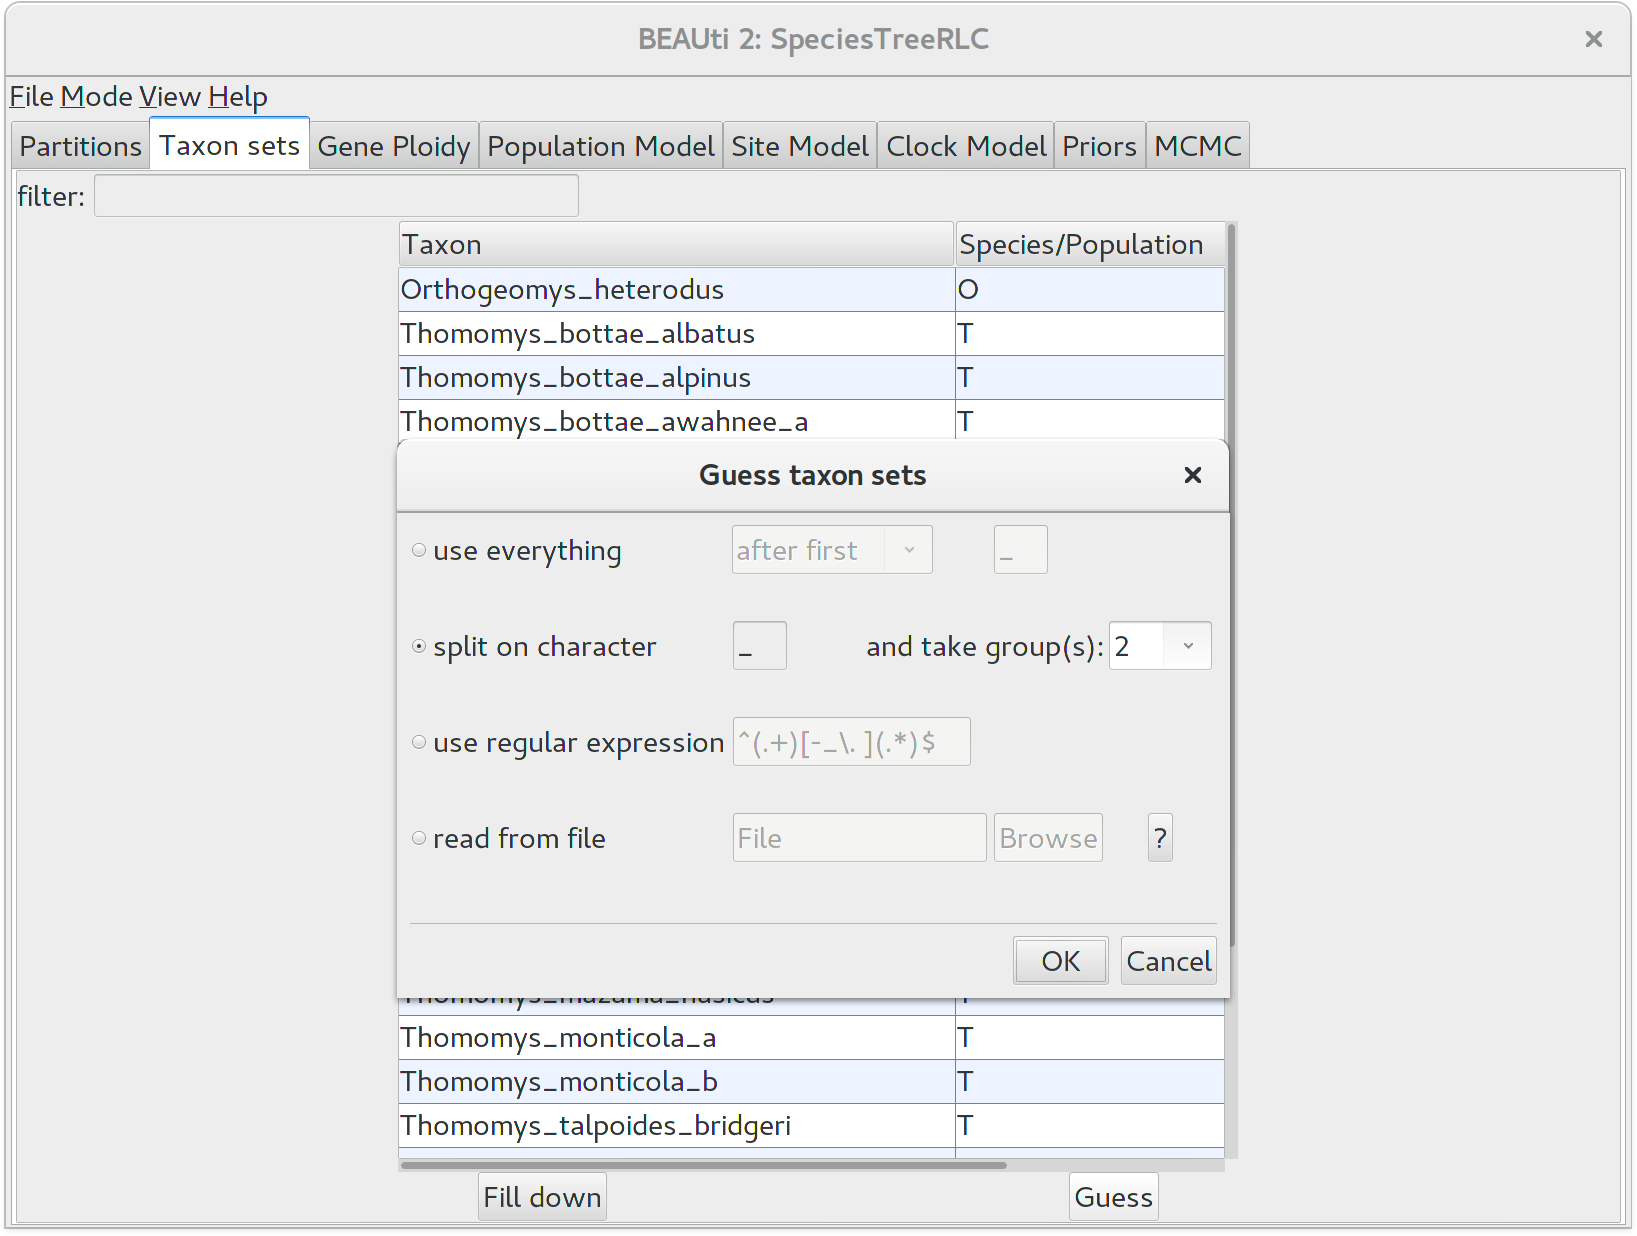 BEAUti 2: SpeciesTreeRLC
File Mode View Help
Partitions Taxon sets Gene Ploidy Population Model Site Model Clock Model Priors MCMC
filter:
Taxon Species/Population
Orthogeomys_heterodus O
Thomomys_bottae_albatus T
Thomomys_bottae_alpinus T
Thomomys_bottae_awahnee_a T
Guess taxon sets
use everything after first _
split on character _ and take group(s): 2
use regular expression ^(.+)[-_\. ](.*)$
read from file File Browse ?
OK Cancel
Thomomys_mazama_nasicus T
Thomomys_monticola_a T
Thomomys_monticola_b T
Thomomys_talpoides_bridgeri T
Fill down Guess